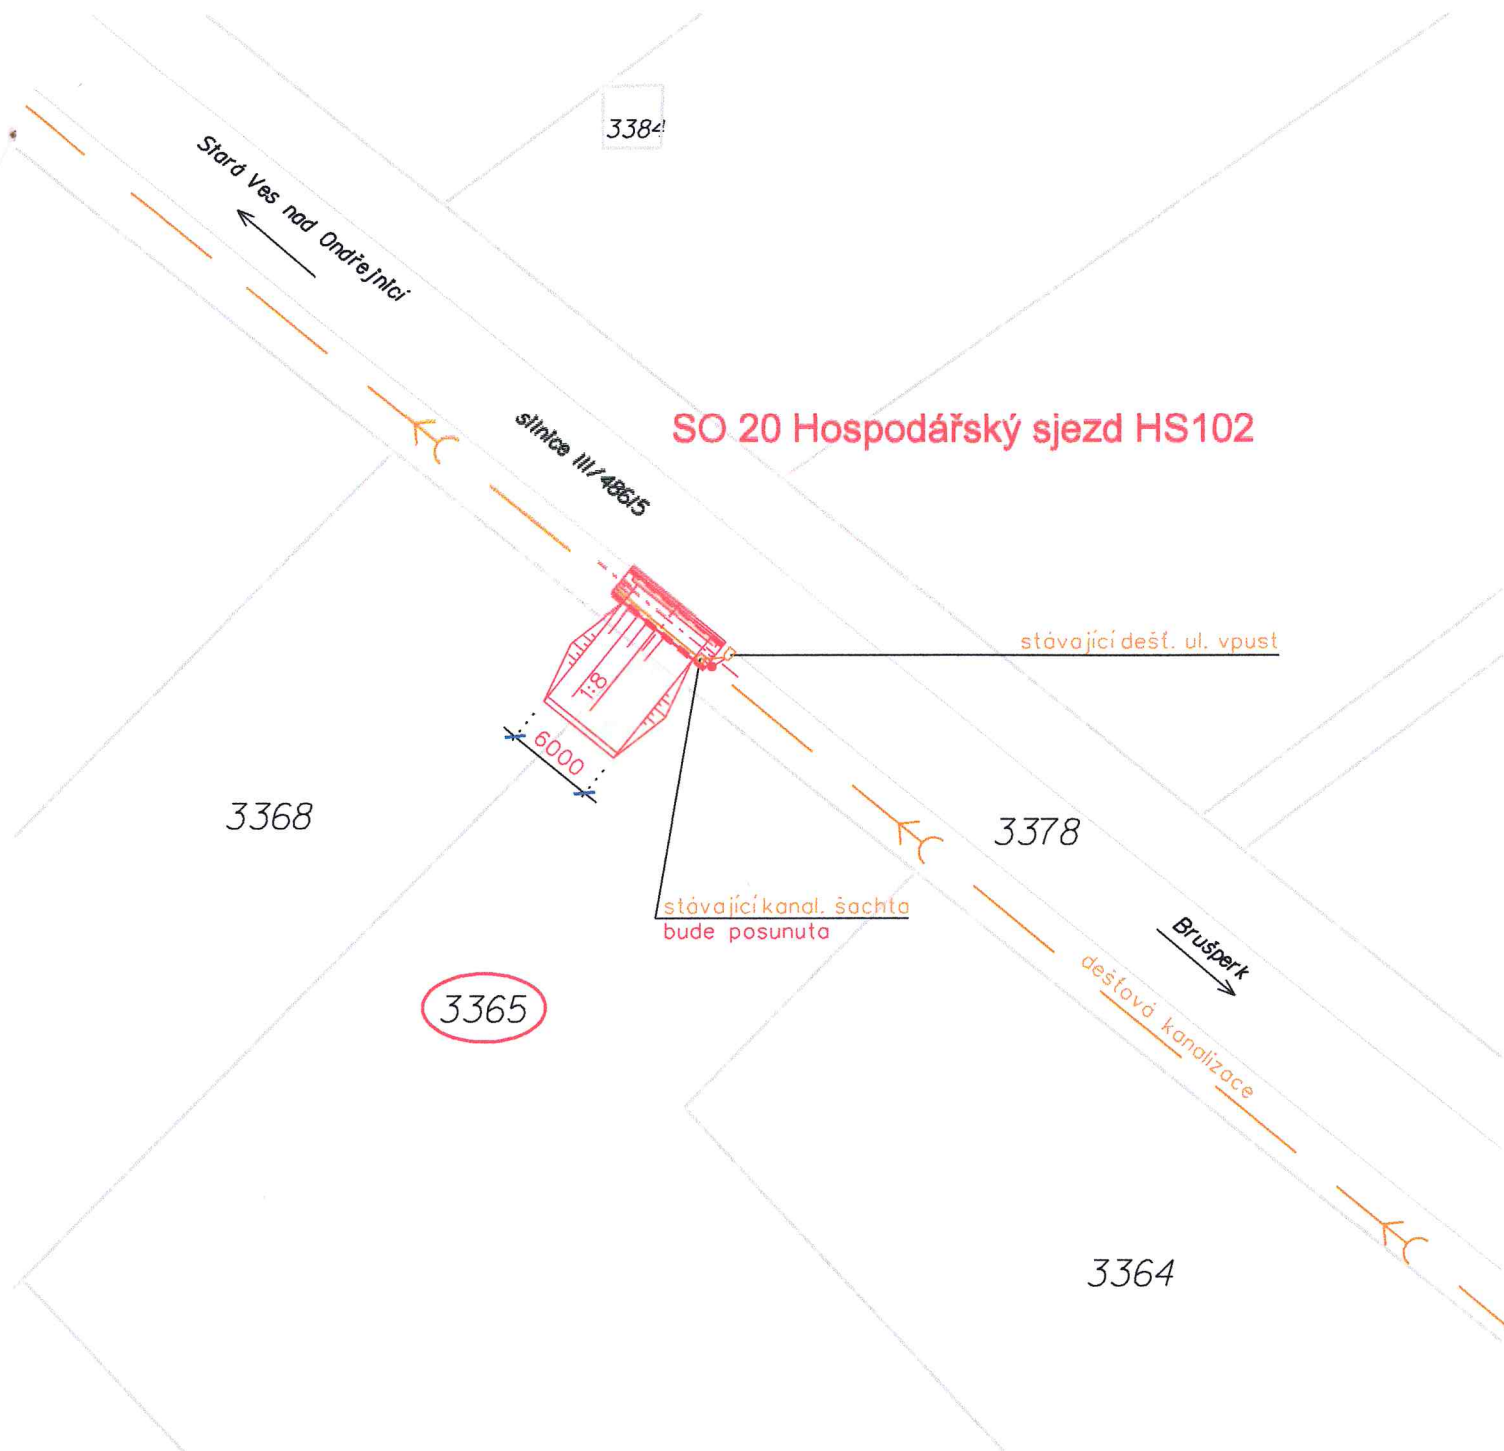 3384
Stará Ves nad Ondřejnicí
silnice III/4865
SO 20 Hospodářský sjezd HS102
stávající dešť. ul. vpust
1:8
6000
3368
3378
stávající kanal. šachta
bude posunuta
Brušperk
dešťová kanalizace
3365
3364